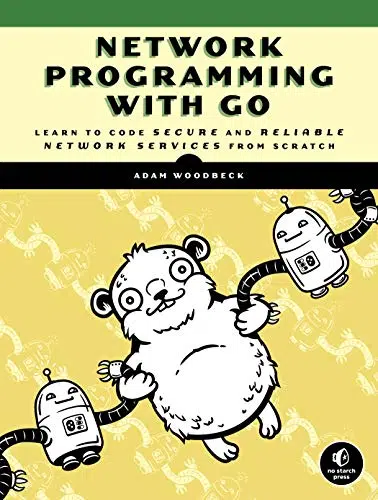 NETWORK
PROGRAMMING
WITH GO
LEARN TO CODE SECURE AND RELIABLE
NETWORK SERVICES FROM SCRATCH
ADAM WOODBECK
no starch
press